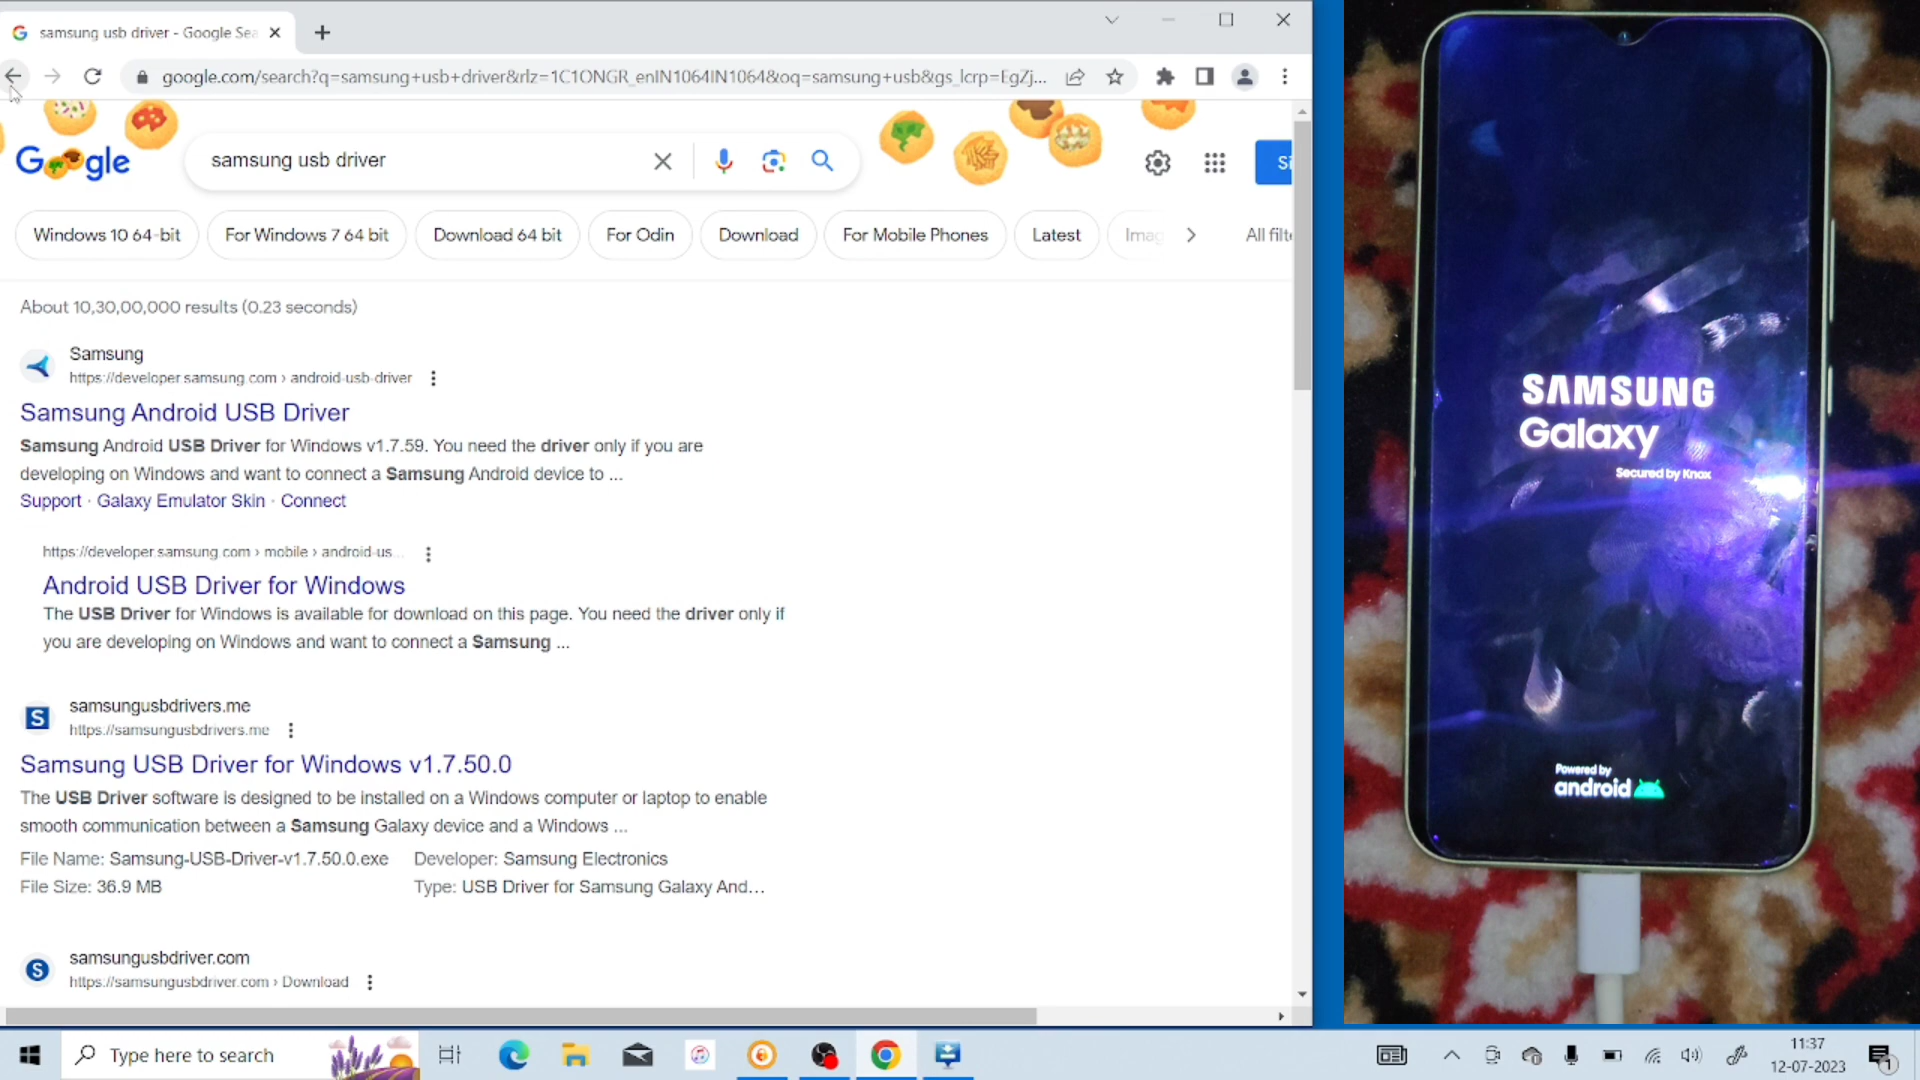 samsung usb driver - Google Sea
google.com/search?q=samsung+usb+driver&rlz=1C1ONGR_enIN1064IN1064&oq=samsung+usb&gs_lcrp=EgZj...
Google
samsung usb driver
Si
Windows 10 64-bit
For Windows 7 64 bit
Download 64 bit
For Odin
Download
For Mobile Phones
Latest
Imag
All filt
About 10,30,00,000 results (0.23 seconds)
Samsung
https://developer.samsung.com › android-usb-driver
Samsung Android USB Driver
Samsung Android USB Driver for Windows v1.7.59. You need the driver only if you are
developing on Windows and want to connect a Samsung Android device to ...
Support · Galaxy Emulator Skin · Connect
https://developer.samsung.com › mobile › android-us...
Android USB Driver for Windows
The USB Driver for Windows is available for download on this page. You need the driver only if
you are developing on Windows and want to connect a Samsung ...
samsungusbdrivers.me
https://samsungusbdrivers.me
Samsung USB Driver for Windows v1.7.50.0
The USB Driver software is designed to be installed on a Windows computer or laptop to enable
smooth communication between a Samsung Galaxy device and a Windows ...
File Name: Samsung-USB-Driver-v1.7.50.0.exe Developer: Samsung Electronics
File Size: 36.9 MB Type: USB Driver for Samsung Galaxy And...
samsungusbdriver.com
https://samsungusbdriver.com › Download
Type here to search
11:37
12-07-2023
1
SAMSUNG
Galaxy
Secured by Knox
Powered by
android